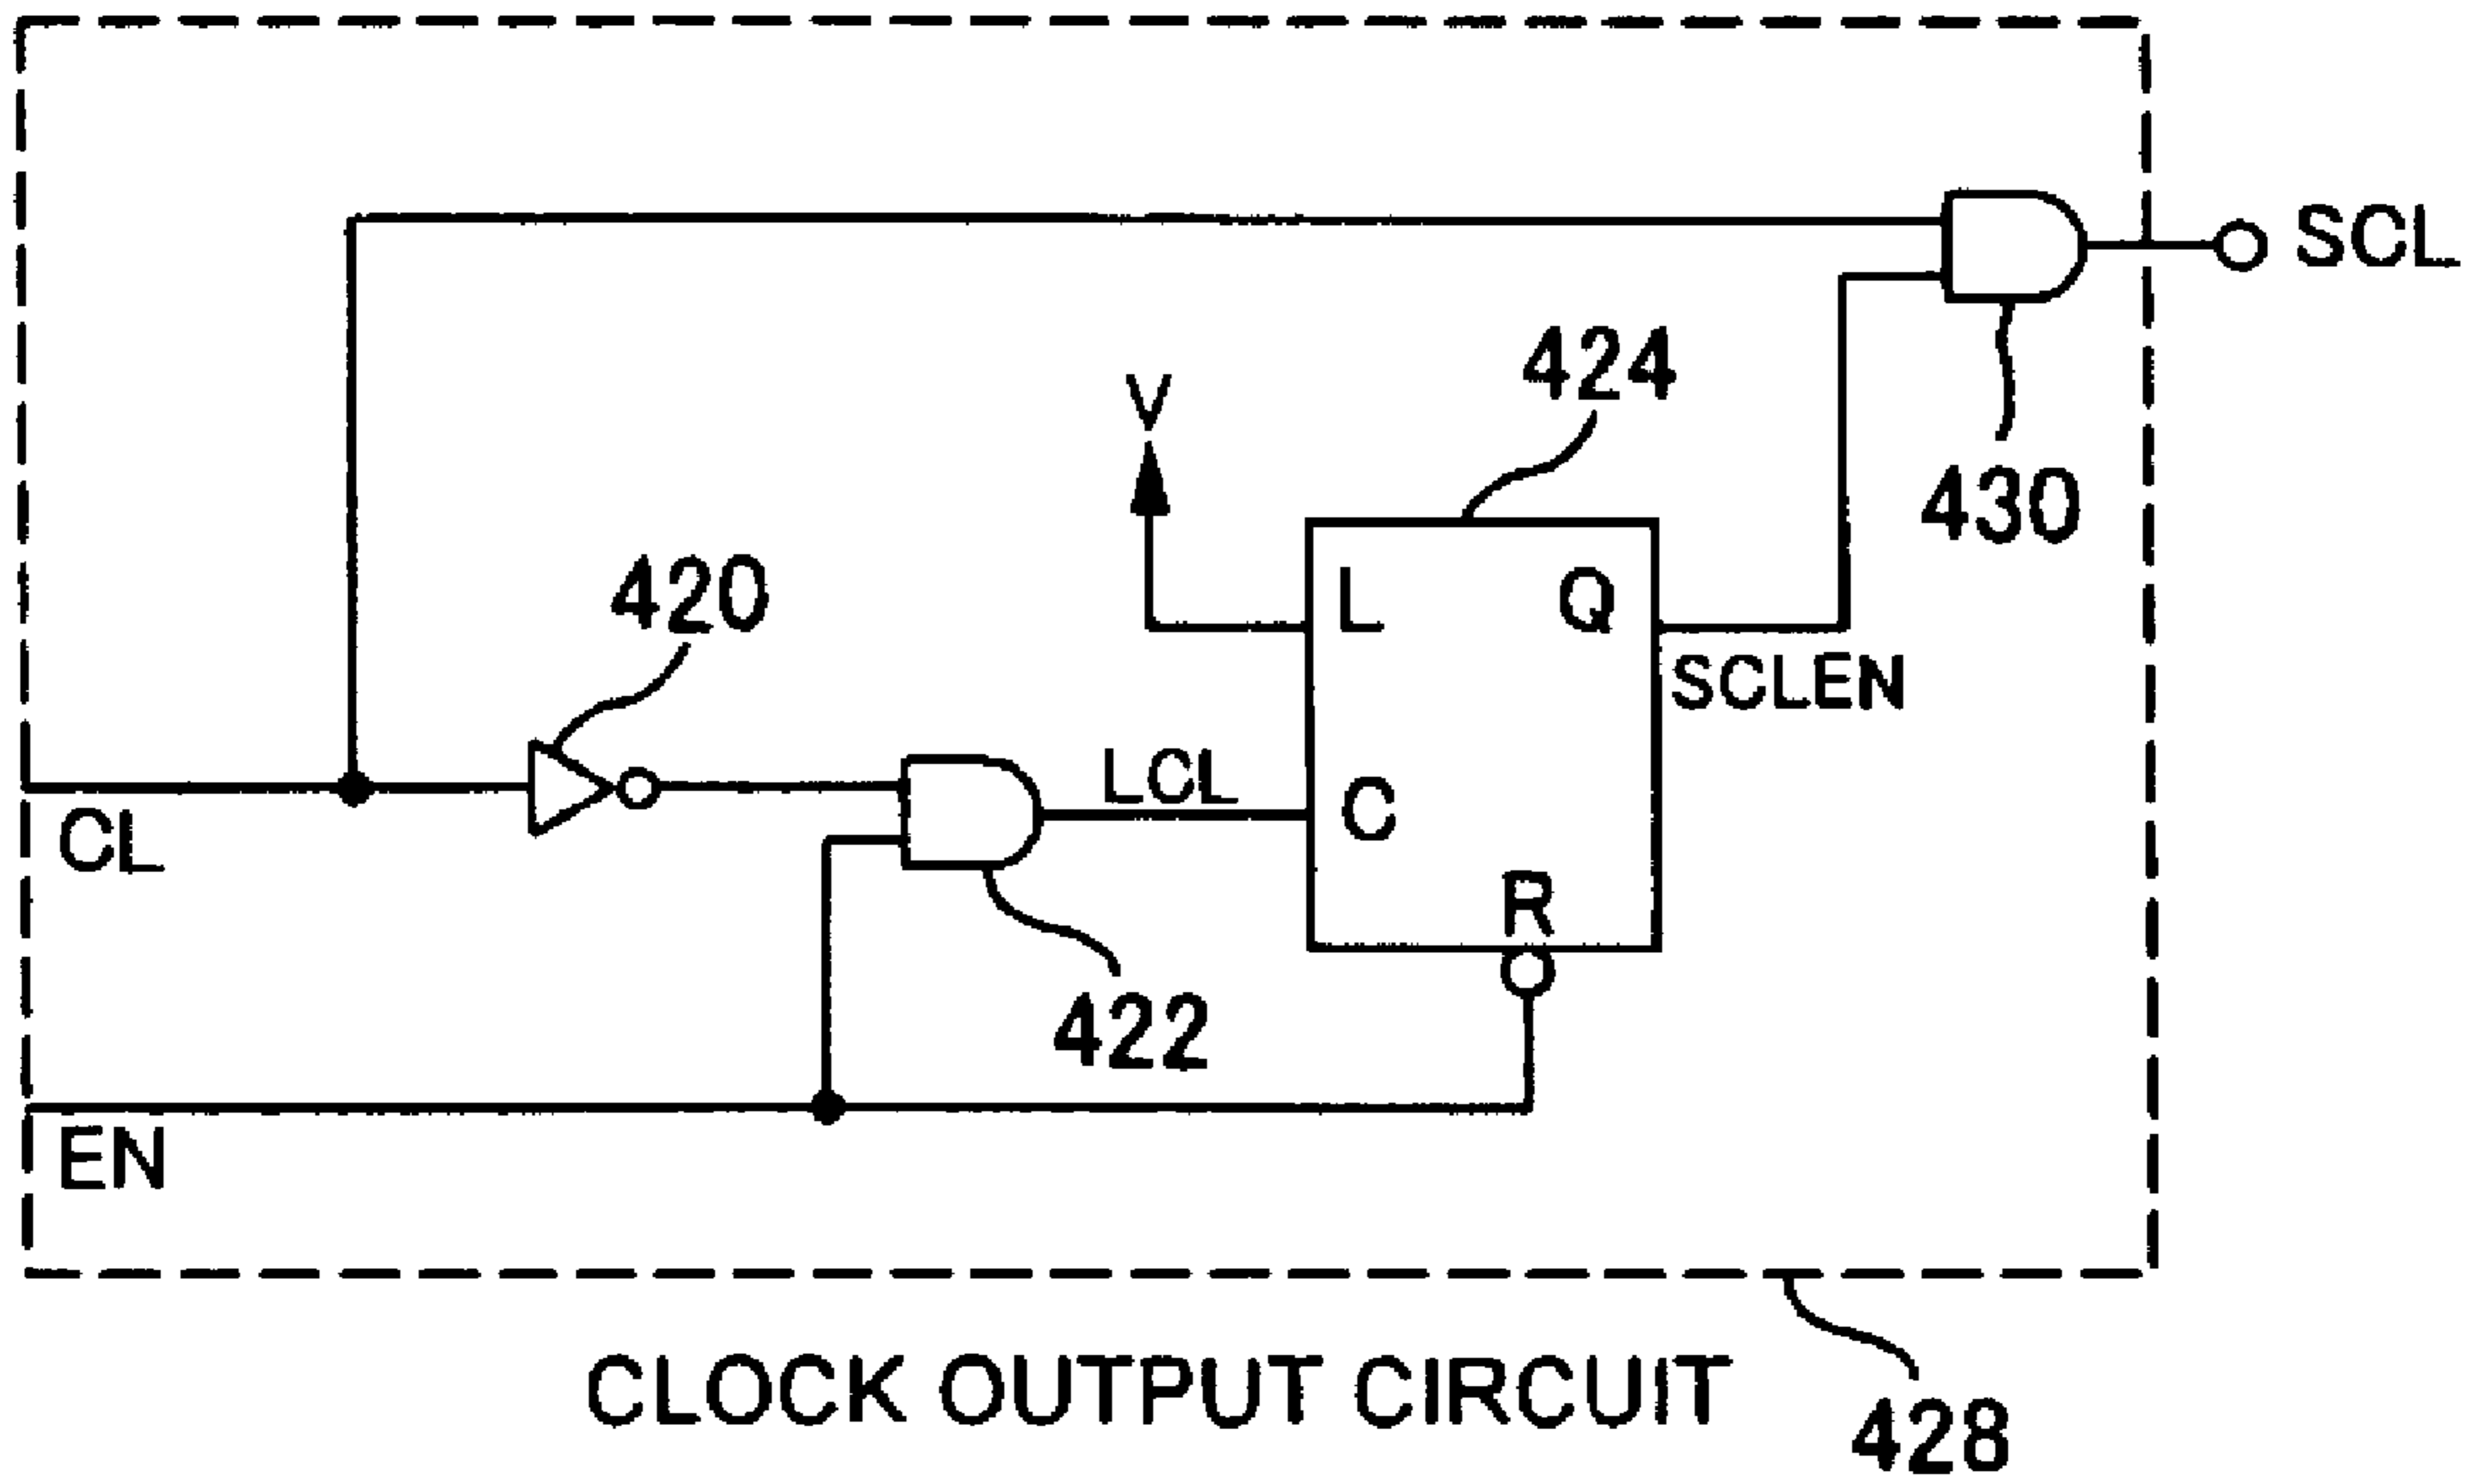 SCL
424
V
430
420
L
Q
SCLEN
LCL
C
CL
R
422
EN
CLOCK OUTPUT CIRCUIT
428